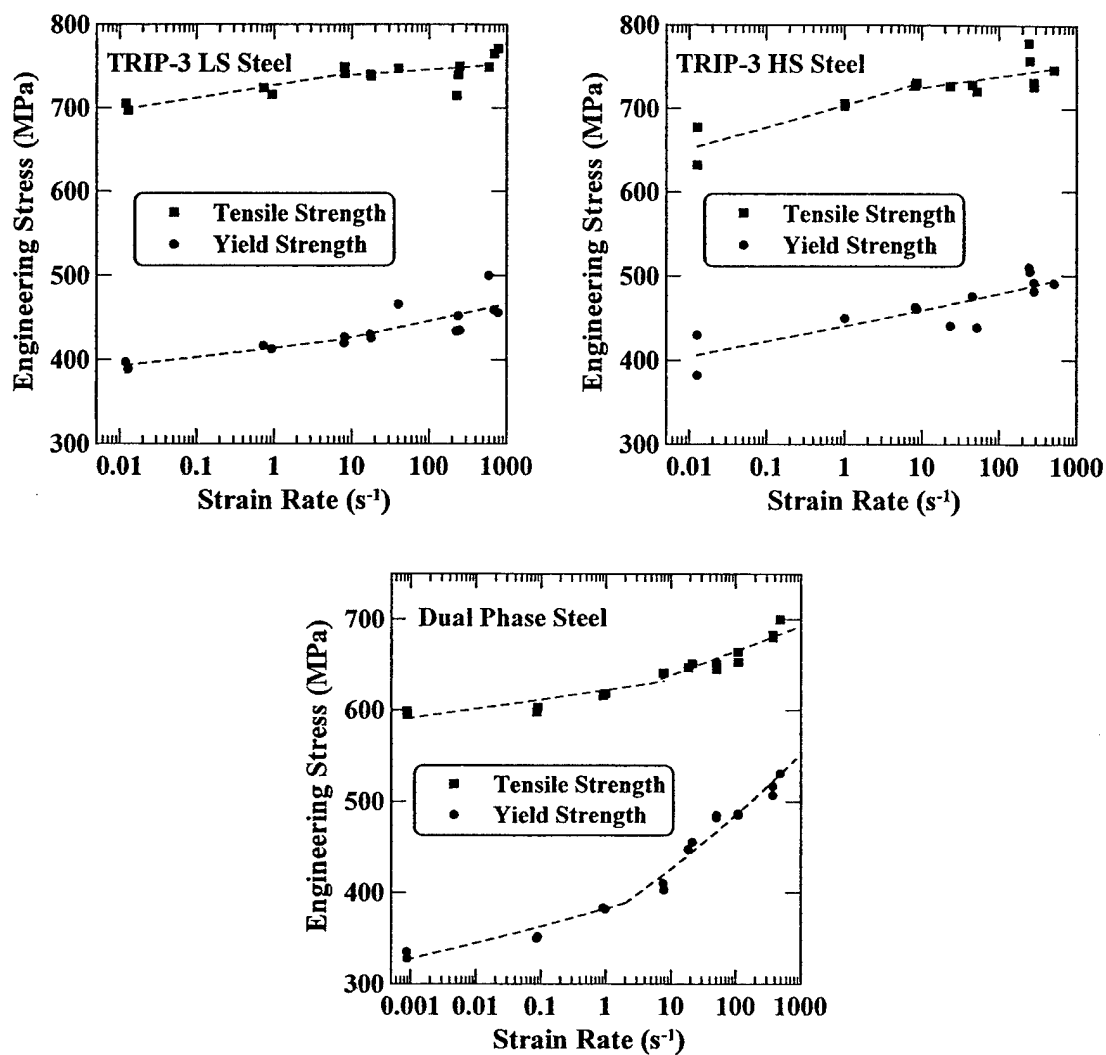 800
TRIP-3 LS Steel
700
600
Tensile Strength
Yield Strength
500
400
300
0.01 0.1 1 10 100 1000
Strain Rate (s-1)
Engineering Stress (MPa)
800
TRIP-3 HS Steel
700
600
Tensile Strength
Yield Strength
500
400
300
0.01 0.1 1 10 100 1000
Strain Rate (s-1)
Engineering Stress (MPa)
Dual Phase Steel
700
600
Tensile Strength
Yield Strength
500
400
300
0.001 0.01 0.1 1 10 100 1000
Strain Rate (s-1)
Engineering Stress (MPa)